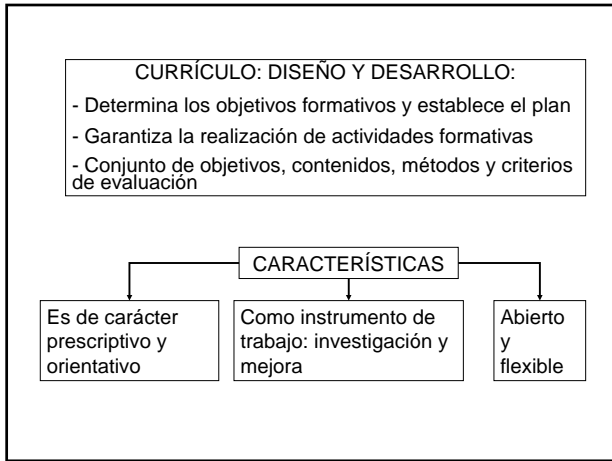 CURRÍCULO: DISEÑO Y DESARROLLO:
- Determina los objetivos formativos y establece el plan
- Garantiza la realización de actividades formativas
- Conjunto de objetivos, contenidos, métodos y criterios
de evaluación
CARACTERÍSTICAS
Es de carácter
prescriptivo y
orientativo
Como instrumento de
trabajo: investigación y
mejora
Abierto
y
flexible